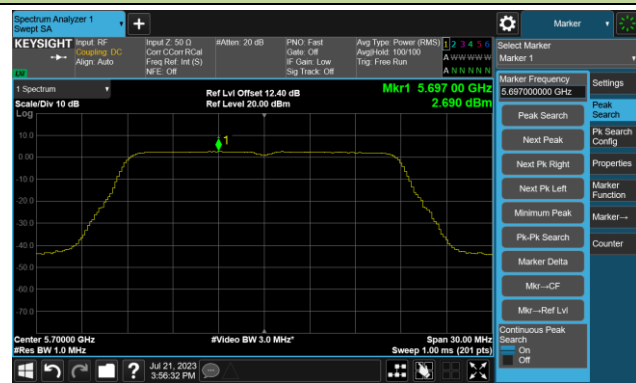 Spectrum Analyzer 1
Swept SA
+
Marker
KEYSIGHT
Input: RF
Coupling: DC
Align: Auto
Input Z: 50 Ω
Corr CCorr RCal
Freq Ref: Int (S)
NFE: Off
#Atten: 20 dB
PNO: Fast
Gate: Off
IF Gain: Low
Sig Track: Off
Avg Type: Power (RMS)
Avg|Hold: 100/100
Trig: Free Run
1 2 3 4 5 6
A W W W W W
A N N N N N
LVI
Select Marker
Marker 1
1 Spectrum
Scale/Div 10 dB
Log
Ref Lvl Offset 12.40 dB
Ref Level 20.00 dBm
Mkr1 5.697 00 GHz
2.690 dBm
Marker Frequency
5.697000000 GHz
Settings
Peak Search
Peak
Search
Next Peak
Pk Search
Config
Next Pk Right
Properties
Next Pk Left
Marker
Function
Minimum Peak
Marker→
Pk-Pk Search
Counter
Marker Delta
Mkr→CF
Mkr→Ref Lvl
Continuous Peak
Search
On
Off
1
10.0
0.00
-10.0
-20.0
-30.0
-40.0
-50.0
-60.0
-70.0
Center 5.70000 GHz
#Res BW 1.0 MHz
#Video BW 3.0 MHz*
Span 30.00 MHz
Sweep 1.00 ms (201 pts)
?
Jul 21, 2023
3:56:32 PM